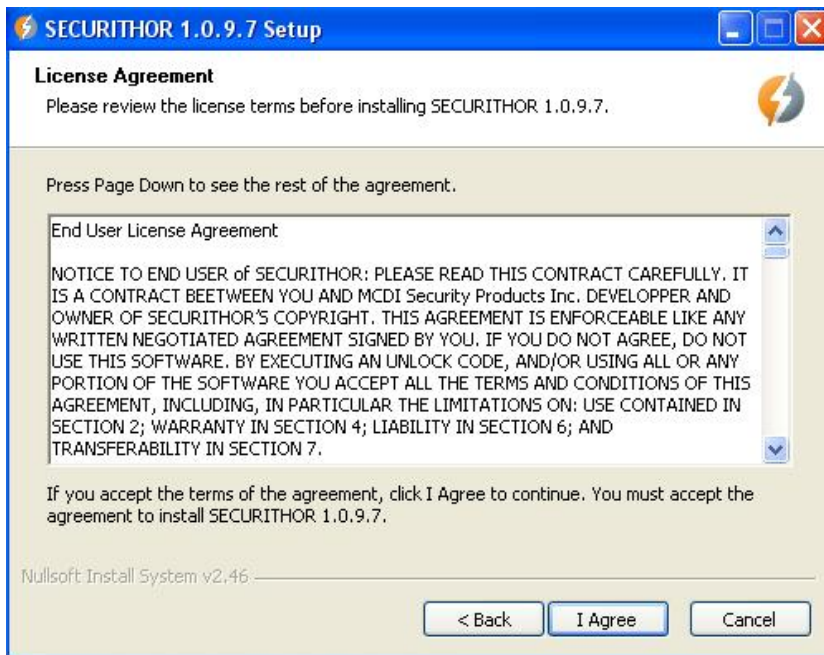 SECURITHOR 1.0.9.7 Setup
License Agreement
Please review the license terms before installing SECURITHOR 1.0.9.7.
Press Page Down to see the rest of the agreement.
End User License Agreement
NOTICE TO END USER of SECURITHOR: PLEASE READ THIS CONTRACT CAREFULLY. IT
IS A CONTRACT BEETWEEN YOU AND MCDI Security Products Inc. DEVELOPPER AND
OWNER OF SECURITHOR'S COPYRIGHT. THIS AGREEMENT IS ENFORCEABLE LIKE ANY
WRITTEN NEGOTIATED AGREEMENT SIGNED BY YOU. IF YOU DO NOT AGREE, DO NOT
USE THIS SOFTWARE. BY EXECUTING AN UNLOCK CODE, AND/OR USING ALL OR ANY
PORTION OF THE SOFTWARE YOU ACCEPT ALL THE TERMS AND CONDITIONS OF THIS
AGREEMENT, INCLUDING, IN PARTICULAR THE LIMITATIONS ON: USE CONTAINED IN
SECTION 2; WARRANTY IN SECTION 4; LIABILITY IN SECTION 6; AND
TRANSFERABILITY IN SECTION 7.
If you accept the terms of the agreement, click I Agree to continue. You must accept the
agreement to install SECURITHOR 1.0.9.7.
Nullsoft Install System v2.46
< Back I Agree Cancel